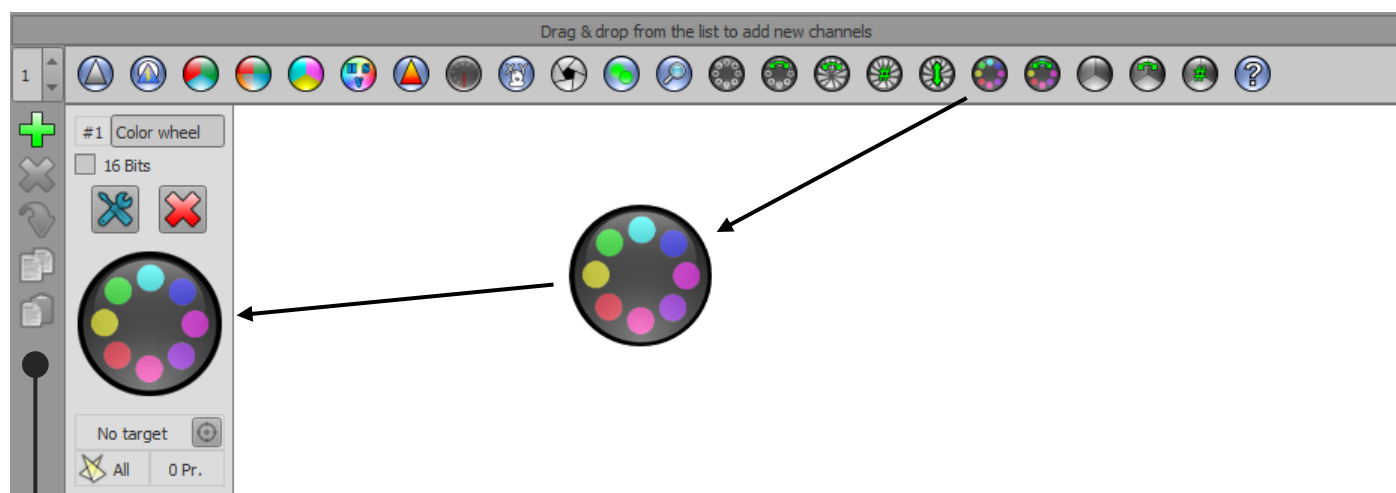 Drag & drop from the list to add new channels
1
H S
V
#
#
?
#1 Color wheel
16 Bits
No target
All 0 Pr.